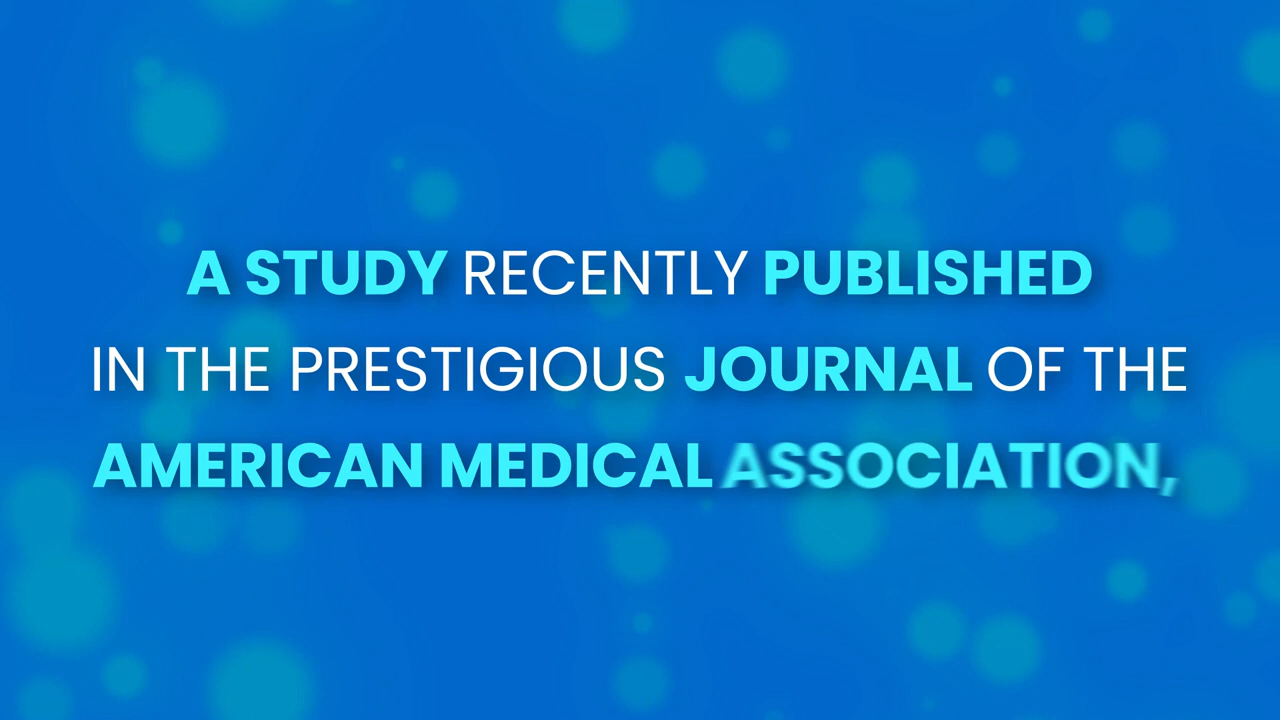 A STUDY RECENTLY PUBLISHED
IN THE PRESTIGIOUS JOURNAL OF THE
AMERICAN MEDICAL ASSOCIATION,